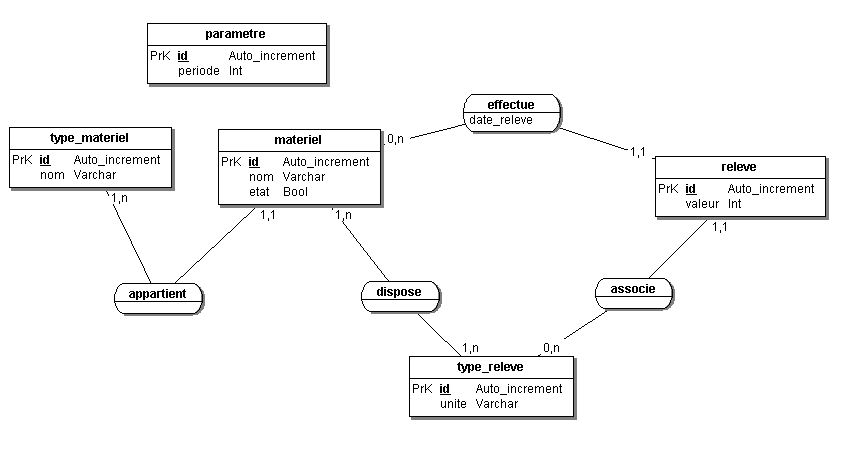 parametre
PrK id Auto_increment
periode Int
effectue
date_releve
type_materiel
PrK id Auto_increment
nom Varchar
materiel
PrK id Auto_increment
nom Varchar
etat Bool
0,n
1,1
releve
PrK id Auto_increment
valeur Int
1,n
1,1
1,n
1,1
appartient
dispose
associe
1,n
0,n
type_releve
PrK id Auto_increment
unite Varchar